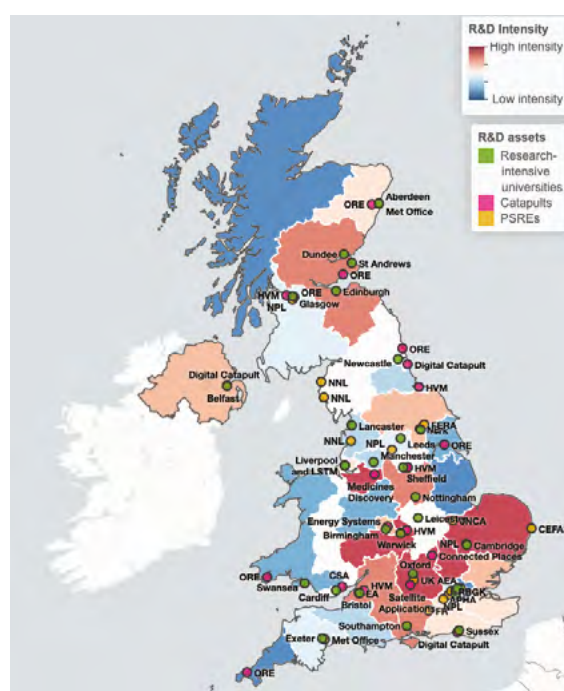 R&D Intensity
High intensity
Low intensity
R&D assets
Research-
intensive
universities
Catapults
PSREs
Aberdeen
ORE
Met Office
Dundee
St Andrews
ORE
HVM
ORE
Edinburgh
Glasgow
NPL
ORE
Newcastle
Digital Catapult
Digital Catapult
NNL
HVM
Belfast
NNL
Lancaster
FERA
NNL
NPL
Leeds
ORE
Manchester
Liverpool
and LSTM
HVM
Sheffield
Medicines
Discovery
Nottingham
Energy Systems
Leicester
CEFAS
Birmingham
HVM
Warwick
NPL
Cambridge
Connected Places
Oxford
ORE
CSA
UK AEA
RBGK
Swansea
HVM
Cardiff
EA
Satellite
APHA
Bristol
Applications
NPL
Southampton
Sussex
Exeter
Met Office
Digital Catapult
ORE